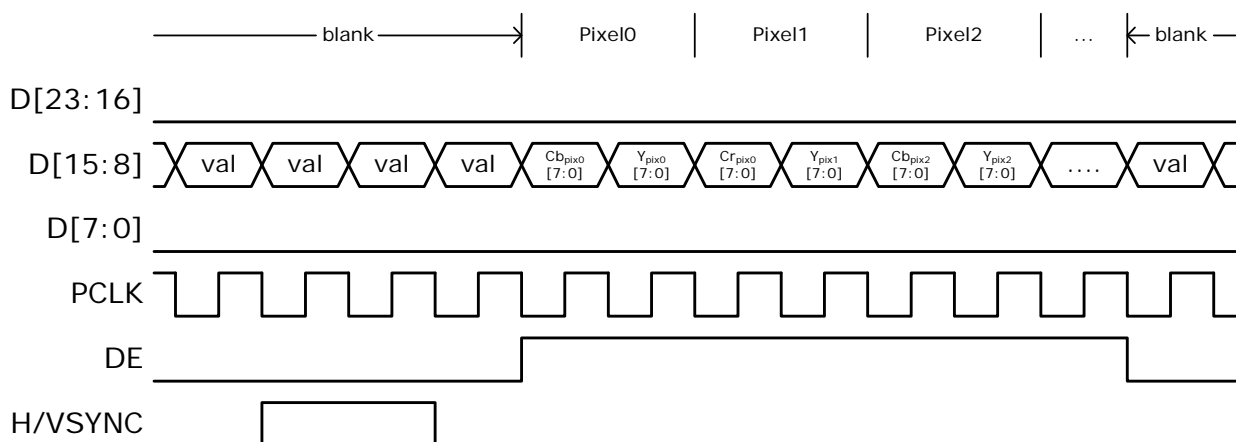 blank Pixel0 Pixel1 Pixel2 ... blank
D[23:16]
D[15:8] val val val val Cbpix0 [7:0] Ypix0 [7:0] Crpix0 [7:0] Ypix1 [7:0] Cbpix2 [7:0] Ypix2 [7:0] .... val
D[7:0]
PCLK
DE
H/VSYNC